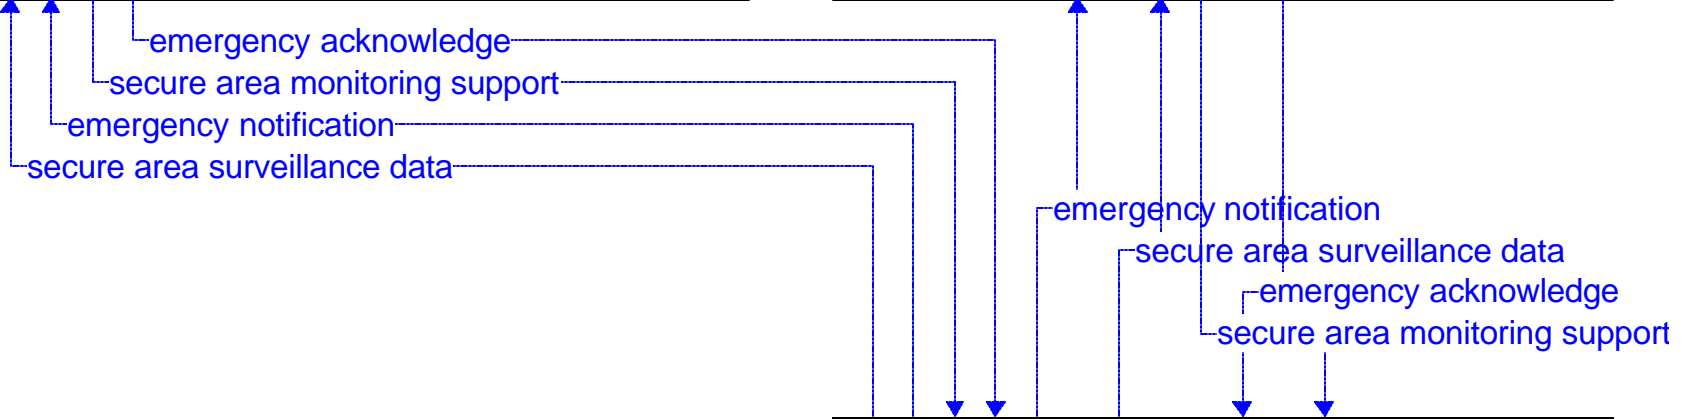 emergency acknowledge
secure area monitoring support
emergency notification
secure area surveillance data
emergency notification
secure area surveillance data
emergency acknowledge
secure area monitoring support